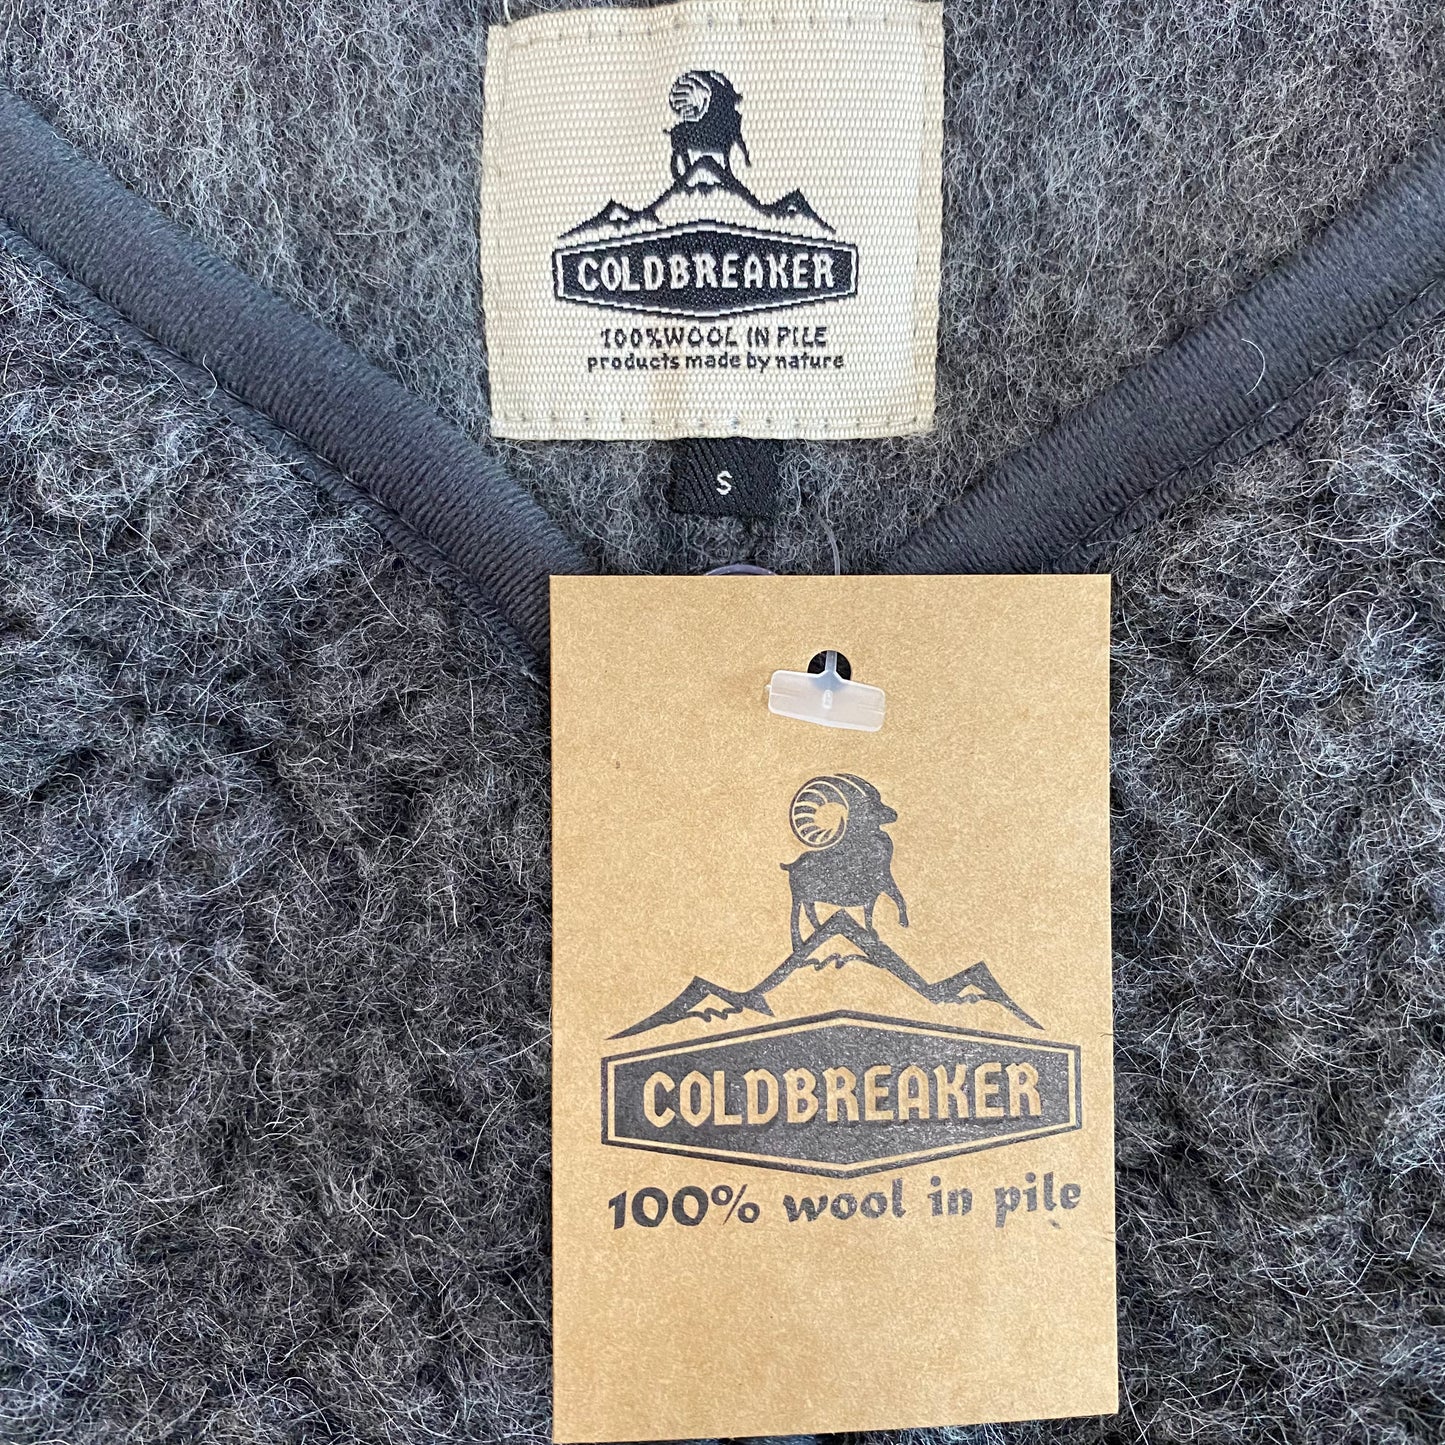 COLDBREAKER
100%WOOL IN PILE
products made by nature
S
COLDBREAKER
100% wool in pile